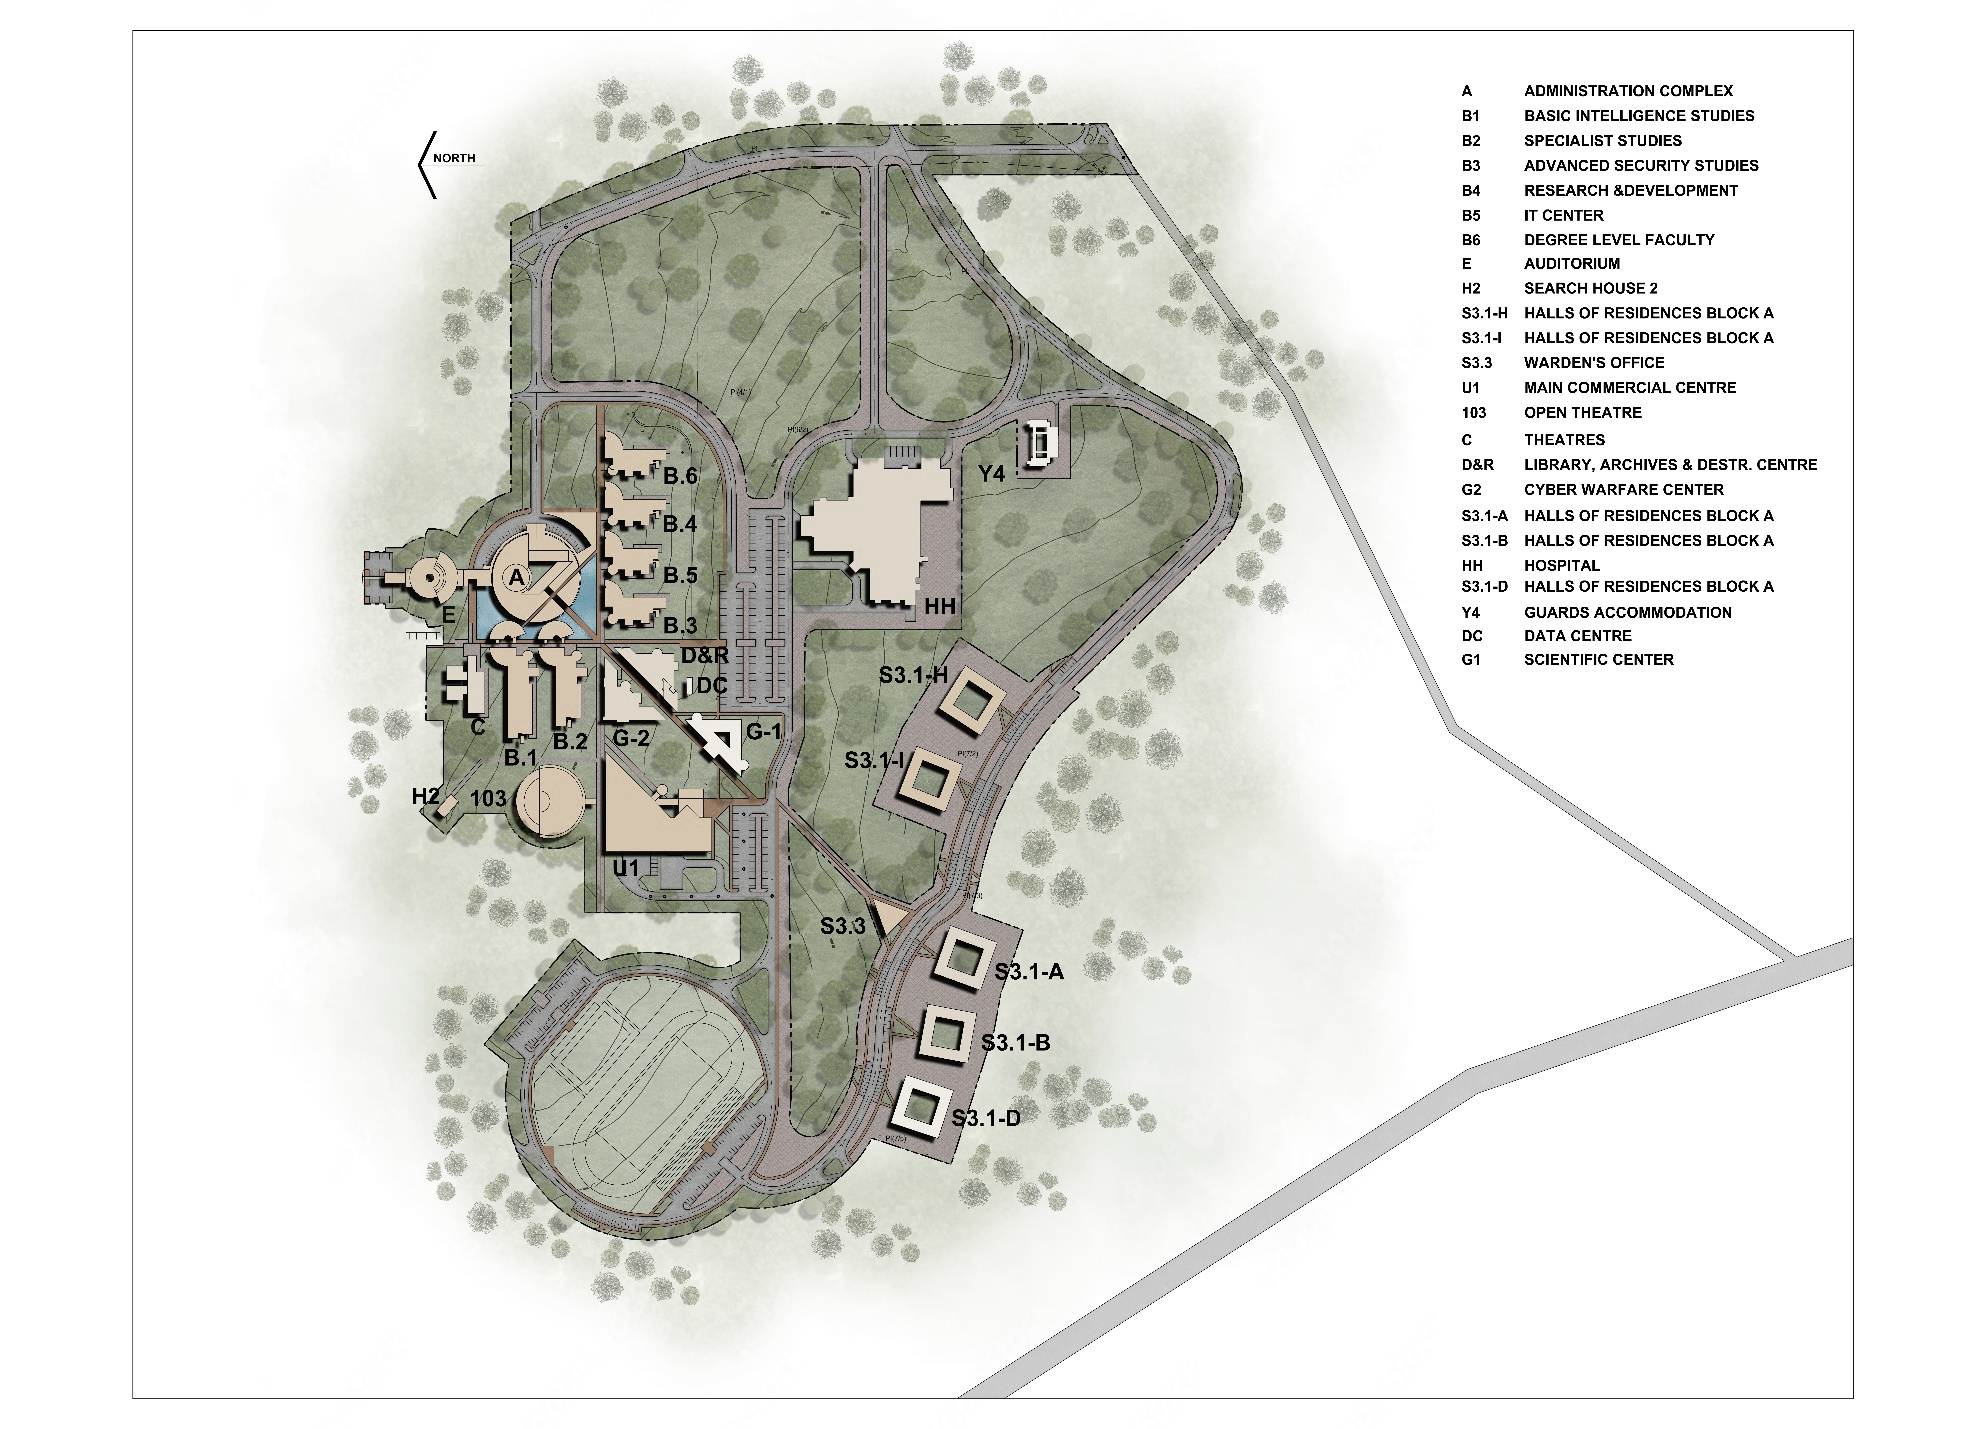 NORTH
A ADMINISTRATION COMPLEX
B1 BASIC INTELLIGENCE STUDIES
B2 SPECIALIST STUDIES
B3 ADVANCED SECURITY STUDIES
B4 RESEARCH &DEVELOPMENT
B5 IT CENTER
B6 DEGREE LEVEL FACULTY
E AUDITORIUM
H2 SEARCH HOUSE 2
S3.1-H HALLS OF RESIDENCES BLOCK A
S3.1-I HALLS OF RESIDENCES BLOCK A
S3.3 WARDEN'S OFFICE
U1 MAIN COMMERCIAL CENTRE
103 OPEN THEATRE
C THEATRES
D&R LIBRARY, ARCHIVES & DESTR. CENTRE
G2 CYBER WARFARE CENTER
S3.1-A HALLS OF RESIDENCES BLOCK A
S3.1-B HALLS OF RESIDENCES BLOCK A
HH HOSPITAL
S3.1-D HALLS OF RESIDENCES BLOCK A
Y4 GUARDS ACCOMMODATION
DC DATA CENTRE
G1 SCIENTIFIC CENTER
B.6
Y4
B.4
B.5
A
HH
E
B.3
D&R
S3.1-H
DC
C
G-2
G-1
B.2
B.1
S3.1-I
H2
103
U1
S3.3
S3.1-A
S3.1-B
S3.1-D